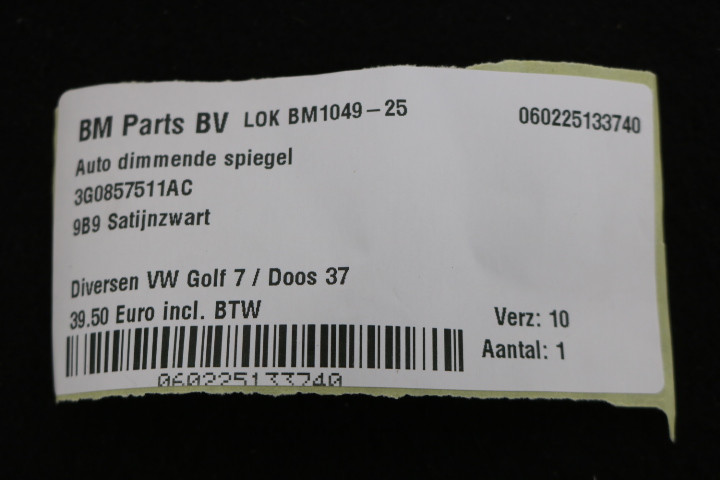 BM Parts BV LOK BM1049-25 060225133740
Auto dimmende spiegel
3G0857511AC
9B9 Satijnzwart
Diversen VW Golf 7 / Doos 37
39.50 Euro incl. BTW
Verz: 10
Aantal: 1
060225133740